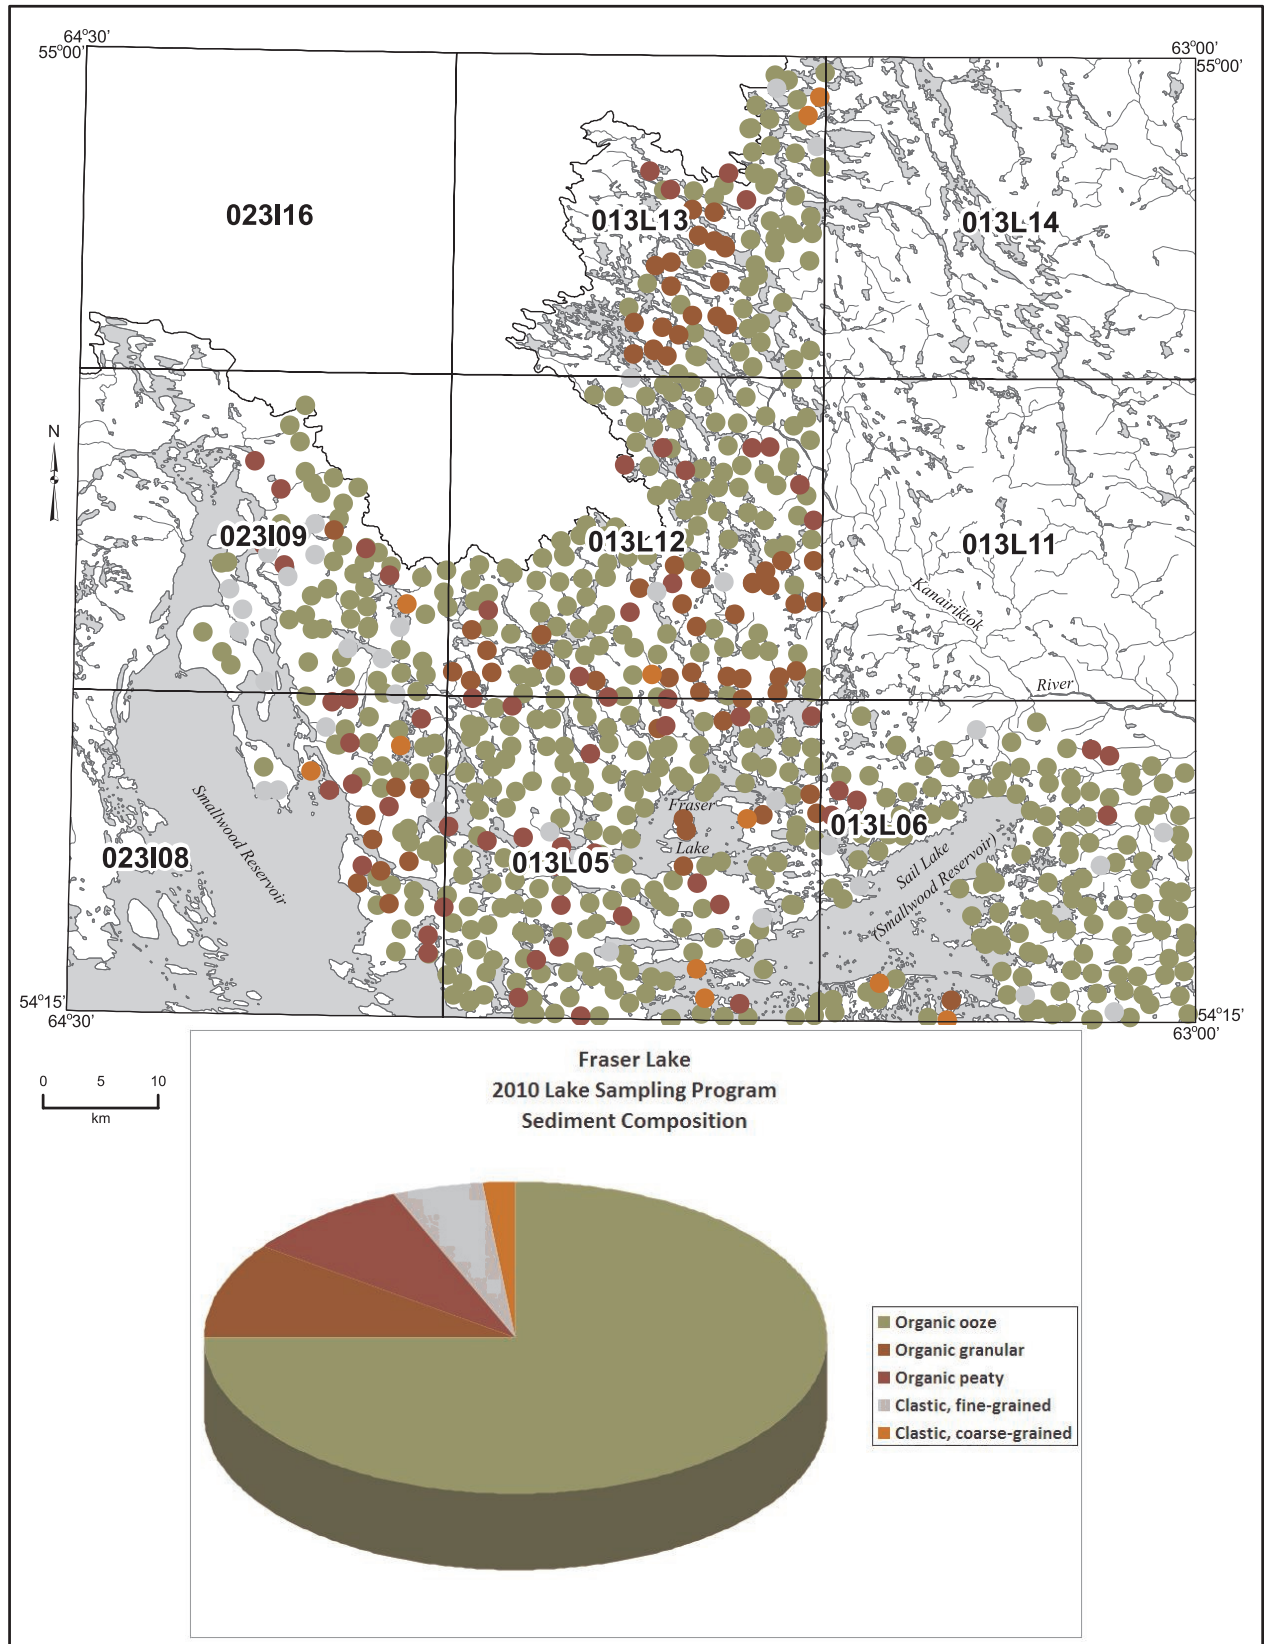 64°30’
55°00’
63°00’
55°00’
023I16
013L13
013L14
N
023I09
013L12
013L11
Kanairiktok
River
Smallwood Reservoir
Fraser
Lake
013L06
023I08
013L05
Sail Lake
(Smallwood Reservoir)
54°15’
64°30’
54°15’
63°00’
0 5 10
km
Fraser Lake
2010 Lake Sampling Program
Sediment Composition
Organic ooze
Organic granular
Organic peaty
Clastic, fine-grained
Clastic, coarse-grained